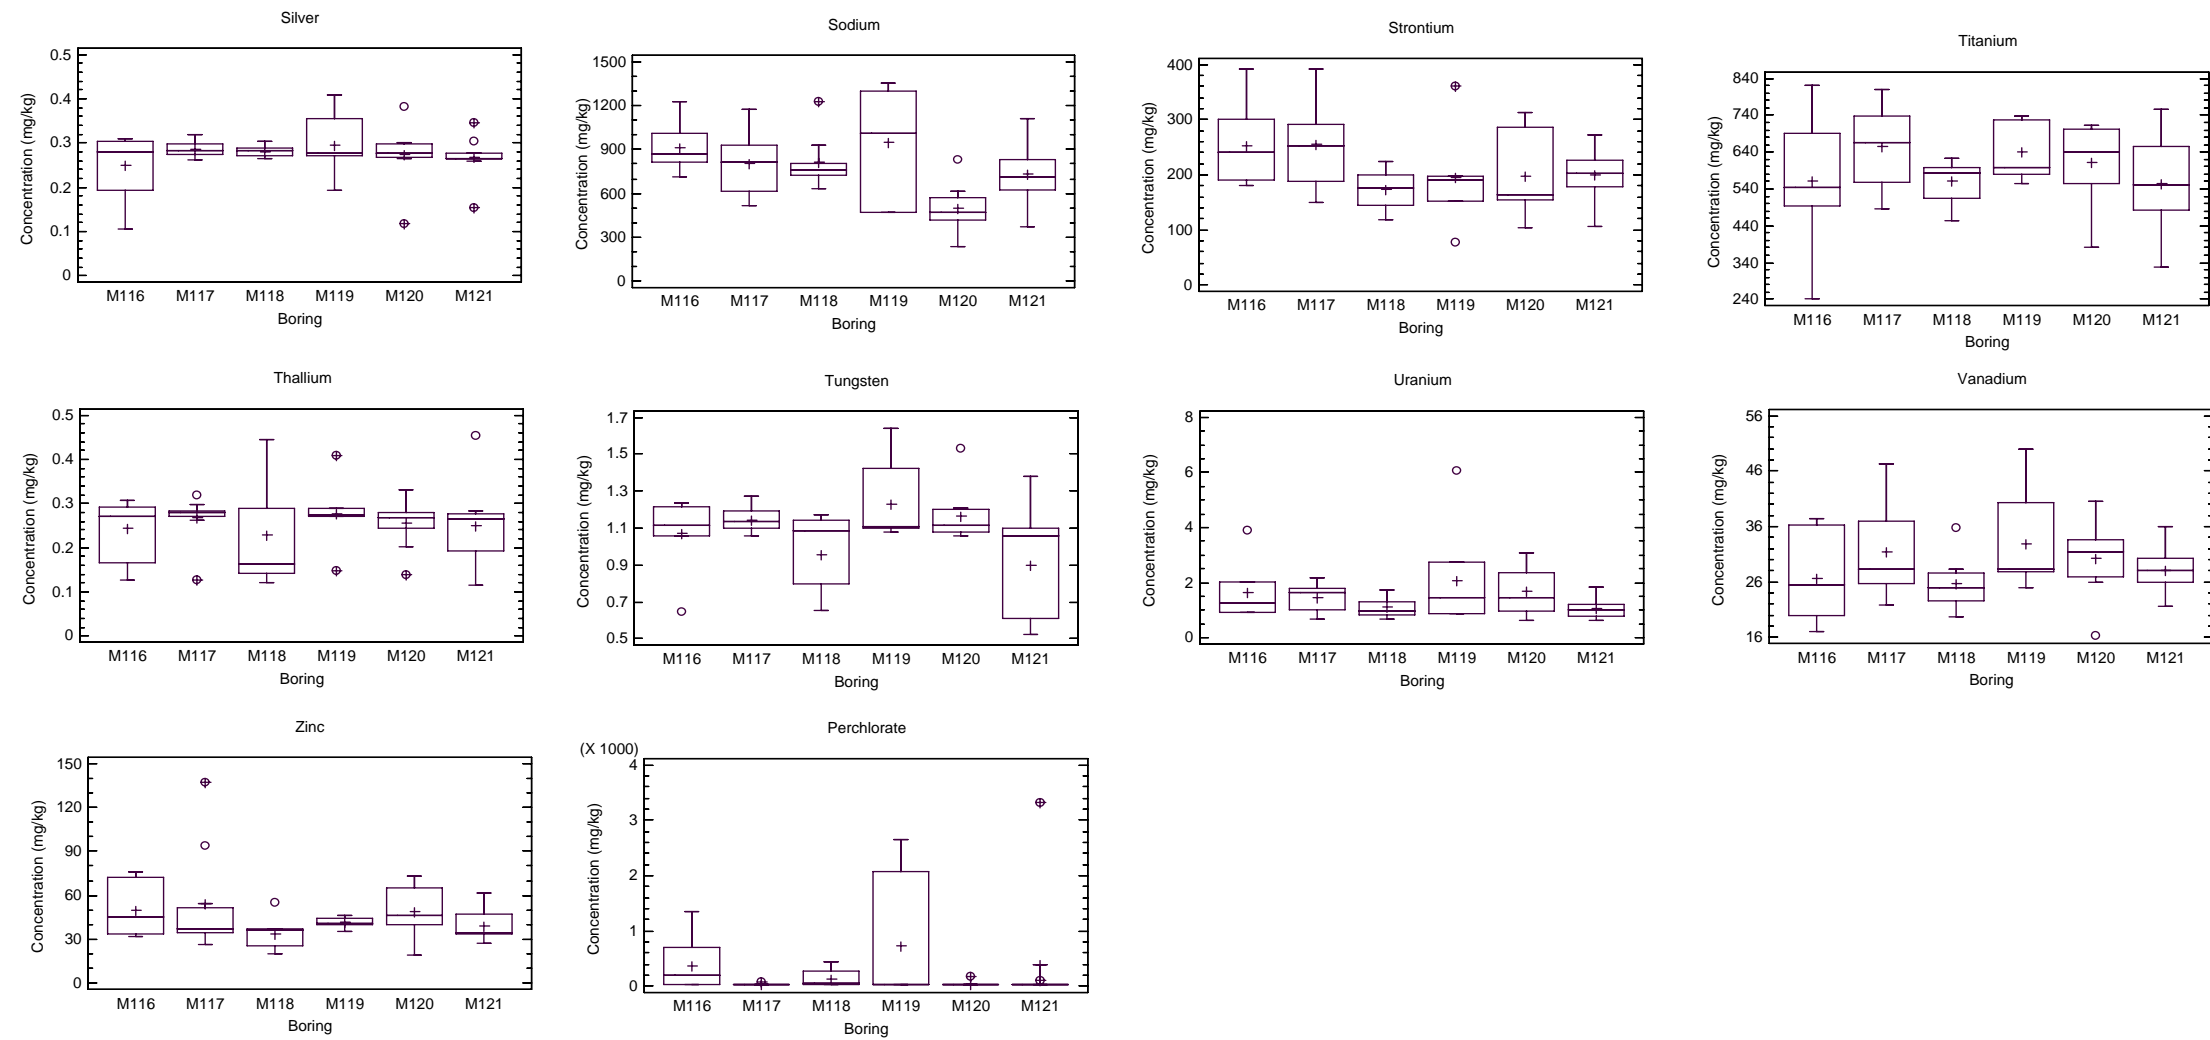 Silver
Concentration (mg/kg)
0.5
0.4
0.3
0.2
0.1
0
M116 M117 M118 M119 M120 M121
Boring
Sodium
Concentration (mg/kg)
1500
1200
900
600
300
0
M116 M117 M118 M119 M120 M121
Boring
Strontium
Concentration (mg/kg)
400
300
200
100
0
M116 M117 M118 M119 M120 M121
Boring
Titanium
Concentration (mg/kg)
840
740
640
540
440
340
240
M116 M117 M118 M119 M120 M121
Boring
Thallium
Concentration (mg/kg)
0.5
0.4
0.3
0.2
0.1
0
M116 M117 M118 M119 M120 M121
Boring
Tungsten
Concentration (mg/kg)
1.7
1.5
1.3
1.1
0.9
0.7
0.5
M116 M117 M118 M119 M120 M121
Boring
Uranium
Concentration (mg/kg)
8
6
4
2
0
M116 M117 M118 M119 M120 M121
Boring
Vanadium
Concentration (mg/kg)
56
46
36
26
16
M116 M117 M118 M119 M120 M121
Boring
Zinc
Concentration (mg/kg)
150
120
90
60
30
0
M116 M117 M118 M119 M120 M121
Boring
Perchlorate
(X 1000)
Concentration (mg/kg)
4
3
2
1
0
M116 M117 M118 M119 M120 M121
Boring